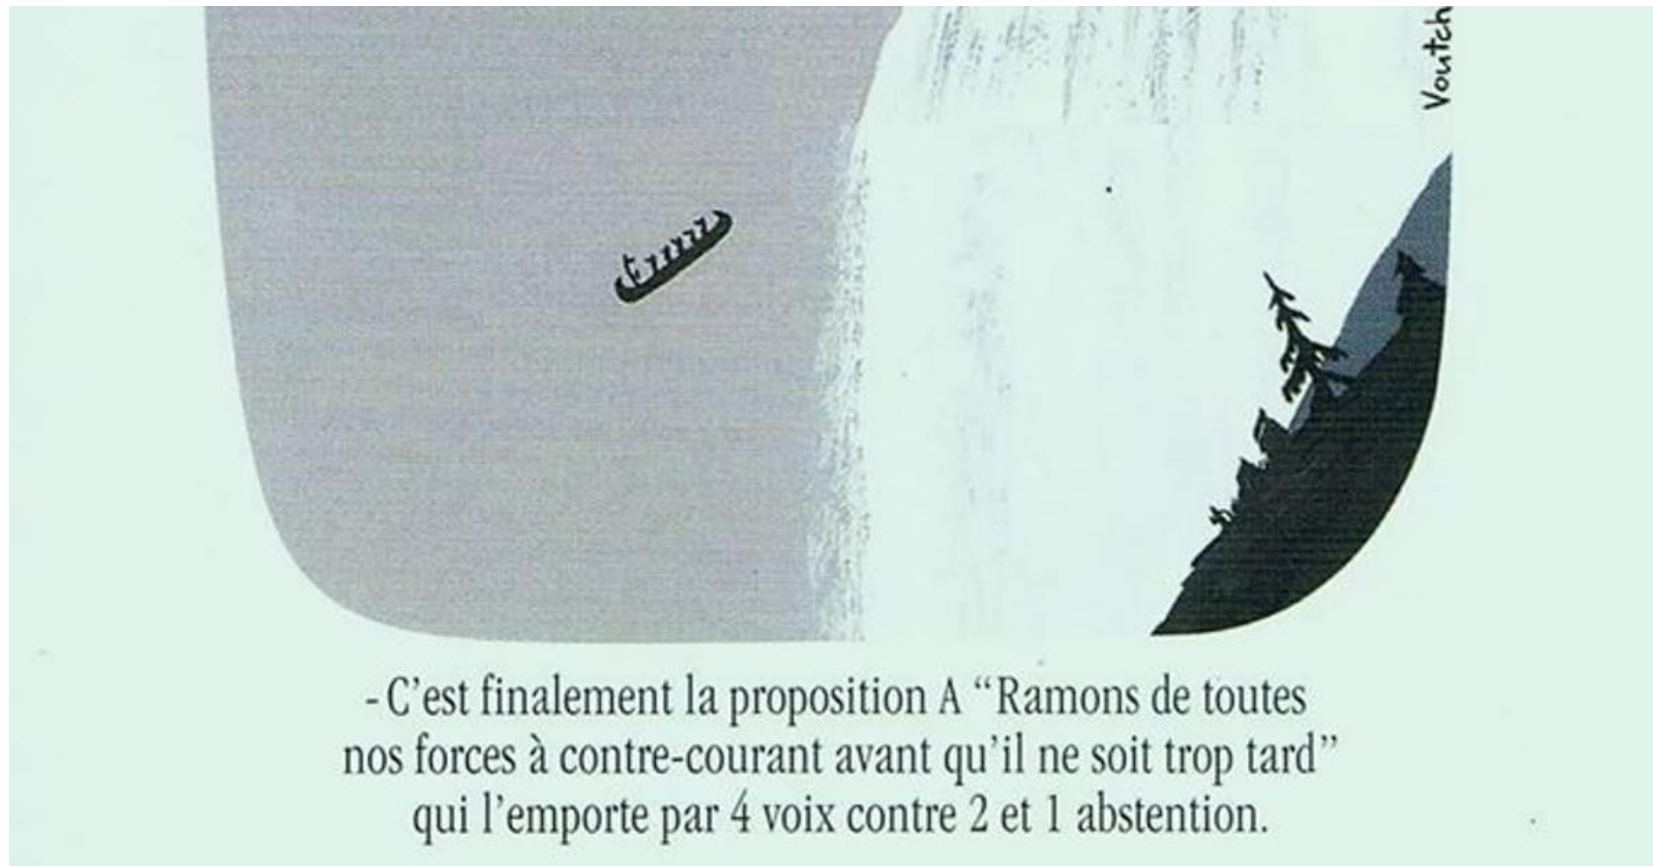 Voutch
- C'est finalement la proposition A “Ramons de toutes
nos forces à contre-courant avant qu'il ne soit trop tard”
qui l'emporte par 4 voix contre 2 et 1 abstention.